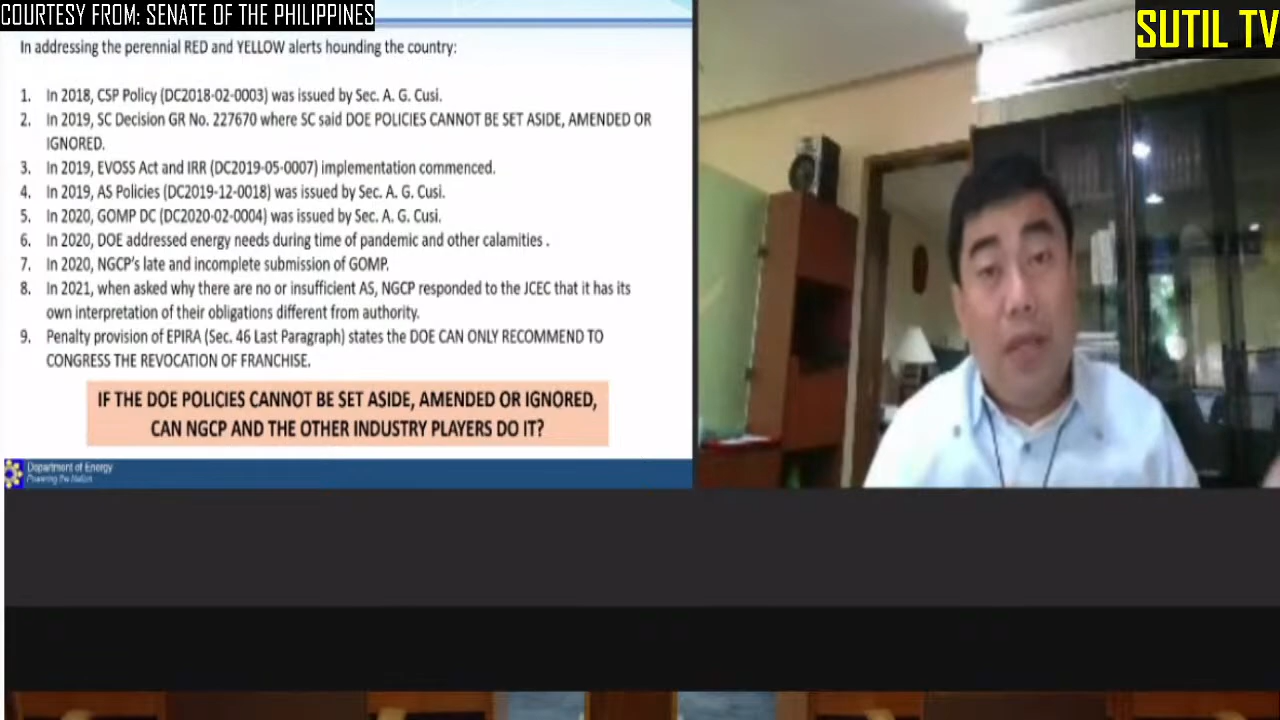 COURTESY FROM: SENATE OF THE PHILIPPINES
SUTIL TV
In addressing the perennial RED and YELLOW alerts hounding the country:
1. In 2018, CSP Policy (DC2018-02-0003) was issued by Sec. A. G. Cusi.
2. In 2019, SC Decision GR No. 227670 where SC said DOE POLICIES CANNOT BE SET ASIDE, AMENDED OR
IGNORED.
3. In 2019, EVOSS Act and IRR (DC2019-05-0007) implementation commenced.
4. In 2019, AS Policies (DC2019-12-0018) was issued by Sec. A. G. Cusi.
5. In 2020, GOMP DC (DC2020-02-0004) was issued by Sec. A. G. Cusi.
6. In 2020, DOE addressed energy needs during time of pandemic and other calamities .
7. In 2020, NGCP's late and incomplete submission of GOMP.
8. In 2021, when asked why there are no or insufficient AS, NGCP responded to the JCEC that it has its
own interpretation of their obligations different from authority.
9. Penalty provision of EPIRA (Sec. 46 Last Paragraph) states the DOE CAN ONLY RECOMMEND TO
CONGRESS THE REVOCATION OF FRANCHISE.
IF THE DOE POLICIES CANNOT BE SET ASIDE, AMENDED OR IGNORED,
CAN NGCP AND THE OTHER INDUSTRY PLAYERS DO IT?
Department of Energy
Powering the Nation